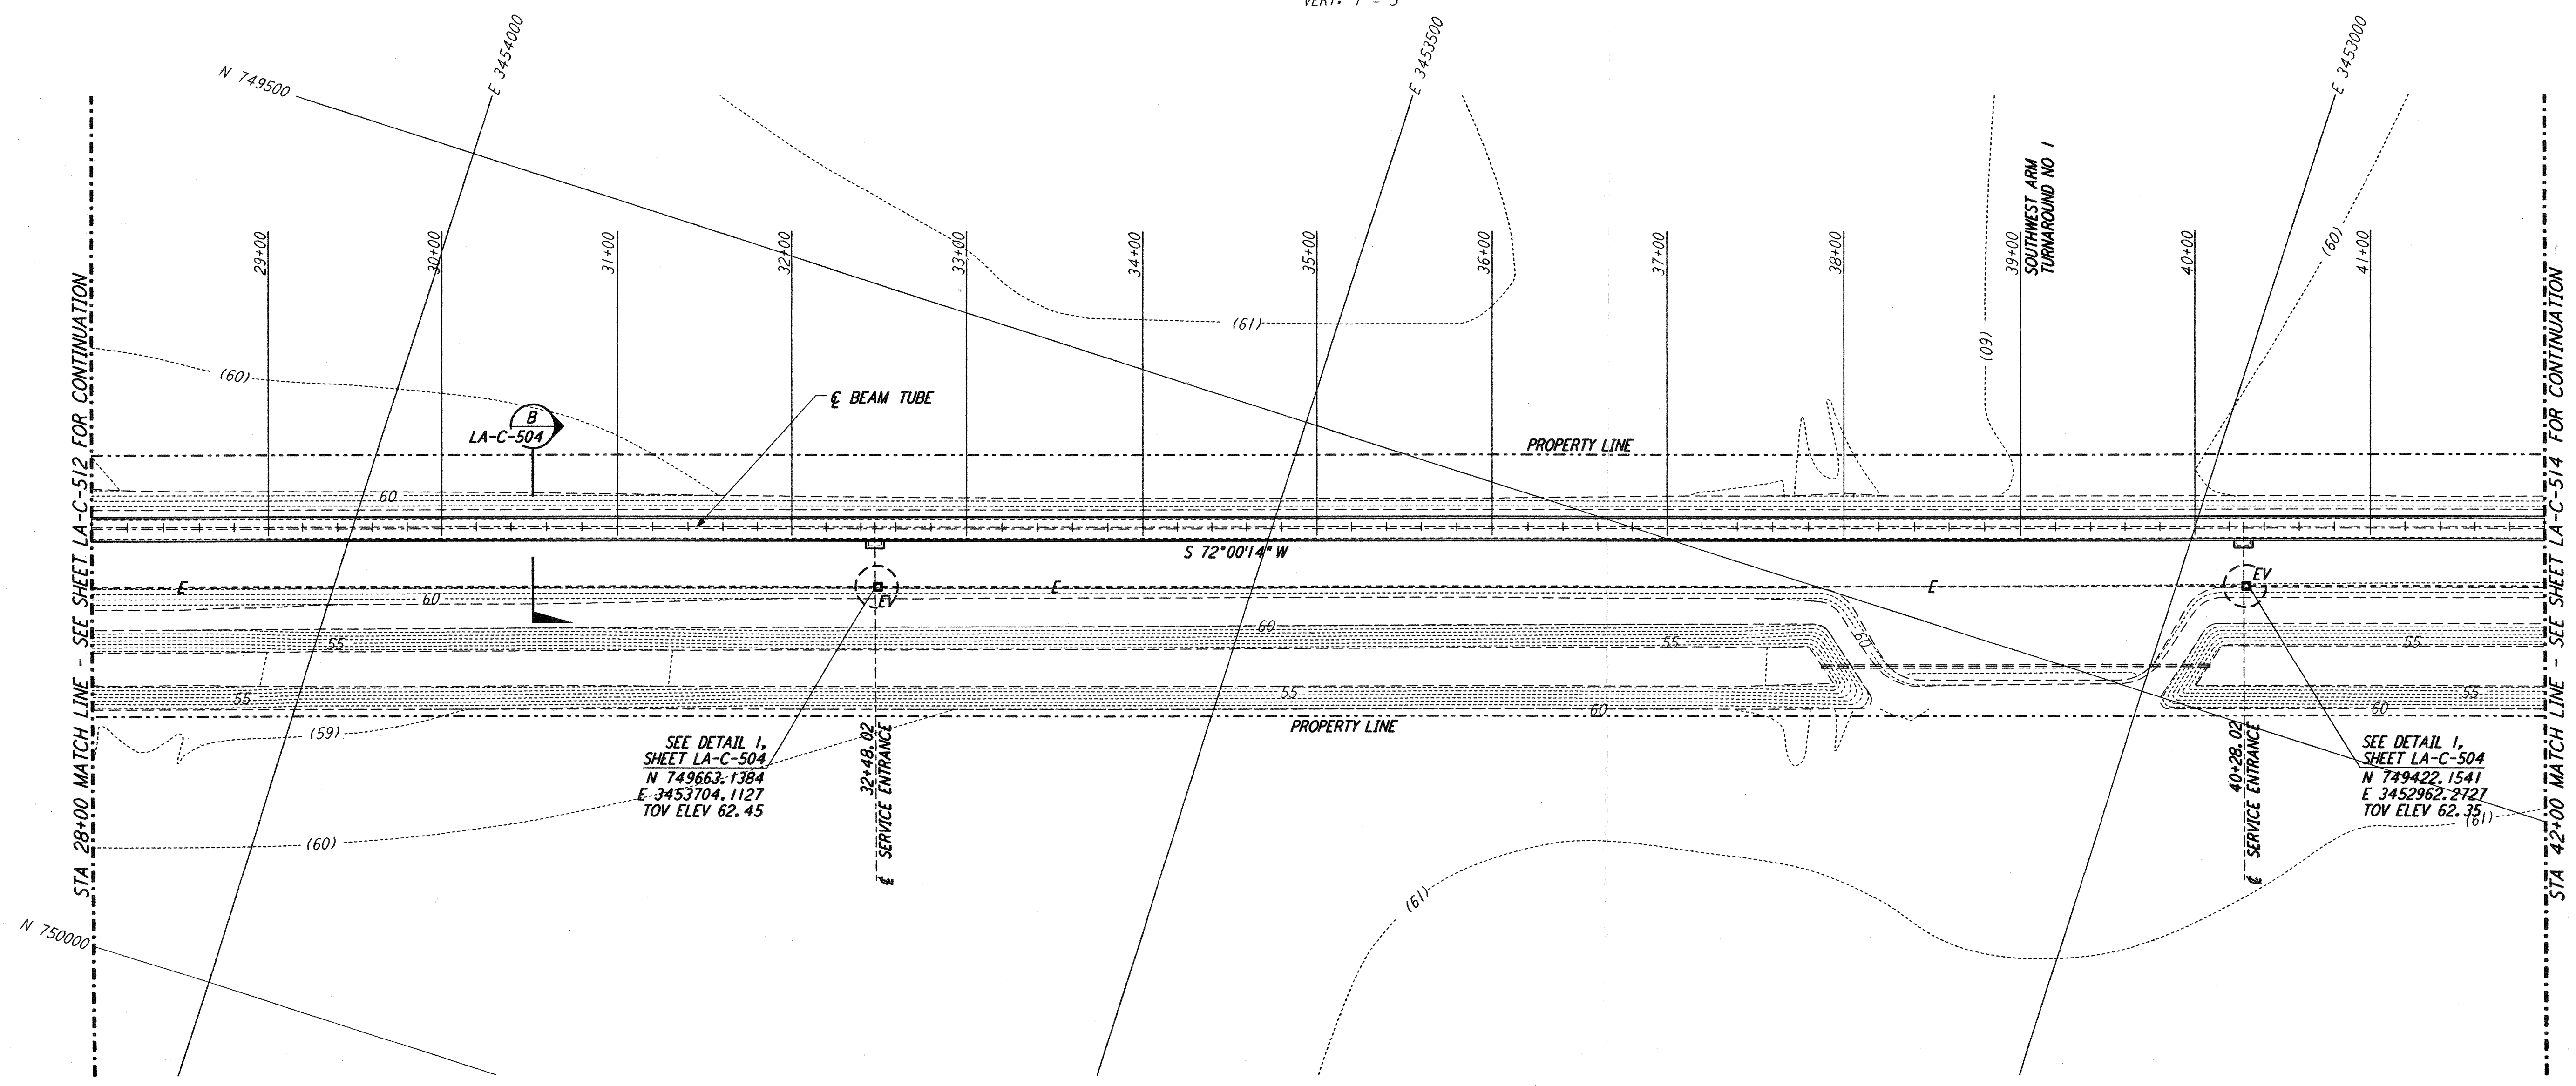 VERT. 1 = 5
E 3454000
E 3453500
E 3453000
N 749500
SOUTHWEST ARM
TURNAROUND NO 1
29+00
30+00
31+00
32+00
33+00
34+00
35+00
36+00
37+00
38+00
39+00
40+00
41+00
(60)
(61)
(60)
(60)
(60)
STA 28+00 MATCH LINE - SEE SHEET LA-C-512 FOR CONTINUATION
STA 42+00 MATCH LINE - SEE SHEET LA-C-514 FOR CONTINUATION
B
LA-C-504
℄ BEAM TUBE
PROPERTY LINE
60
S 72°00'14" W
E
E
E
EV
EV
60
60
60
55
55
55
55
55
55
60
60
PROPERTY LINE
(59)
SEE DETAIL 1,
SHEET LA-C-504
N 749663.1384
E 3453704.1127
TOV ELEV 62.45
32+48.02
℄ SERVICE ENTRANCE
40+28.02
℄ SERVICE ENTRANCE
SEE DETAIL 1,
SHEET LA-C-504
N 749422.1541
E 3452962.2727
TOV ELEV 62.35
(61)
(60)
(61)
N 750000